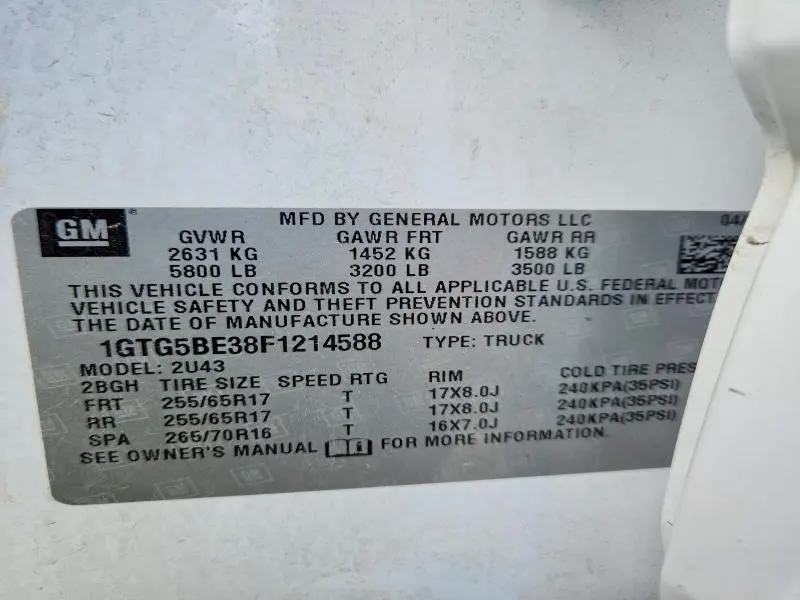 GM ® MFD BY GENERAL MOTORS LLC 04/
GVWR GAWR FRT GAWR RR
2631 KG 1452 KG 1588 KG
5800 LB 3200 LB 3500 LB
THIS VEHICLE CONFORMS TO ALL APPLICABLE U.S. FEDERAL MOT
VEHICLE SAFETY AND THEFT PREVENTION STANDARDS IN EFFECT
THE DATE OF MANUFACTURE SHOWN ABOVE.
1GTG5BE38F1214588 TYPE: TRUCK
MODEL: 2U43
2BGH TIRE SIZE SPEED RTG RIM COLD TIRE PRES
FRT 255/65R17 T 17X8.0J 240KPA(35PSI)
RR 255/65R17 T 17X8.0J 240KPA(35PSI)
SPA 265/70R16 T 16X7.0J 240KPA(35PSI)
SEE OWNER'S MANUAL FOR MORE INFORMATION.